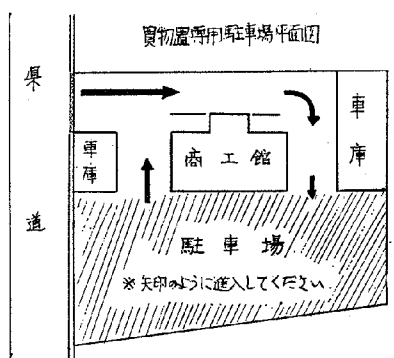 買物置専用駐車場平面図
県道
車庫
商工館
車庫
駐車場
※矢印のように進入してください